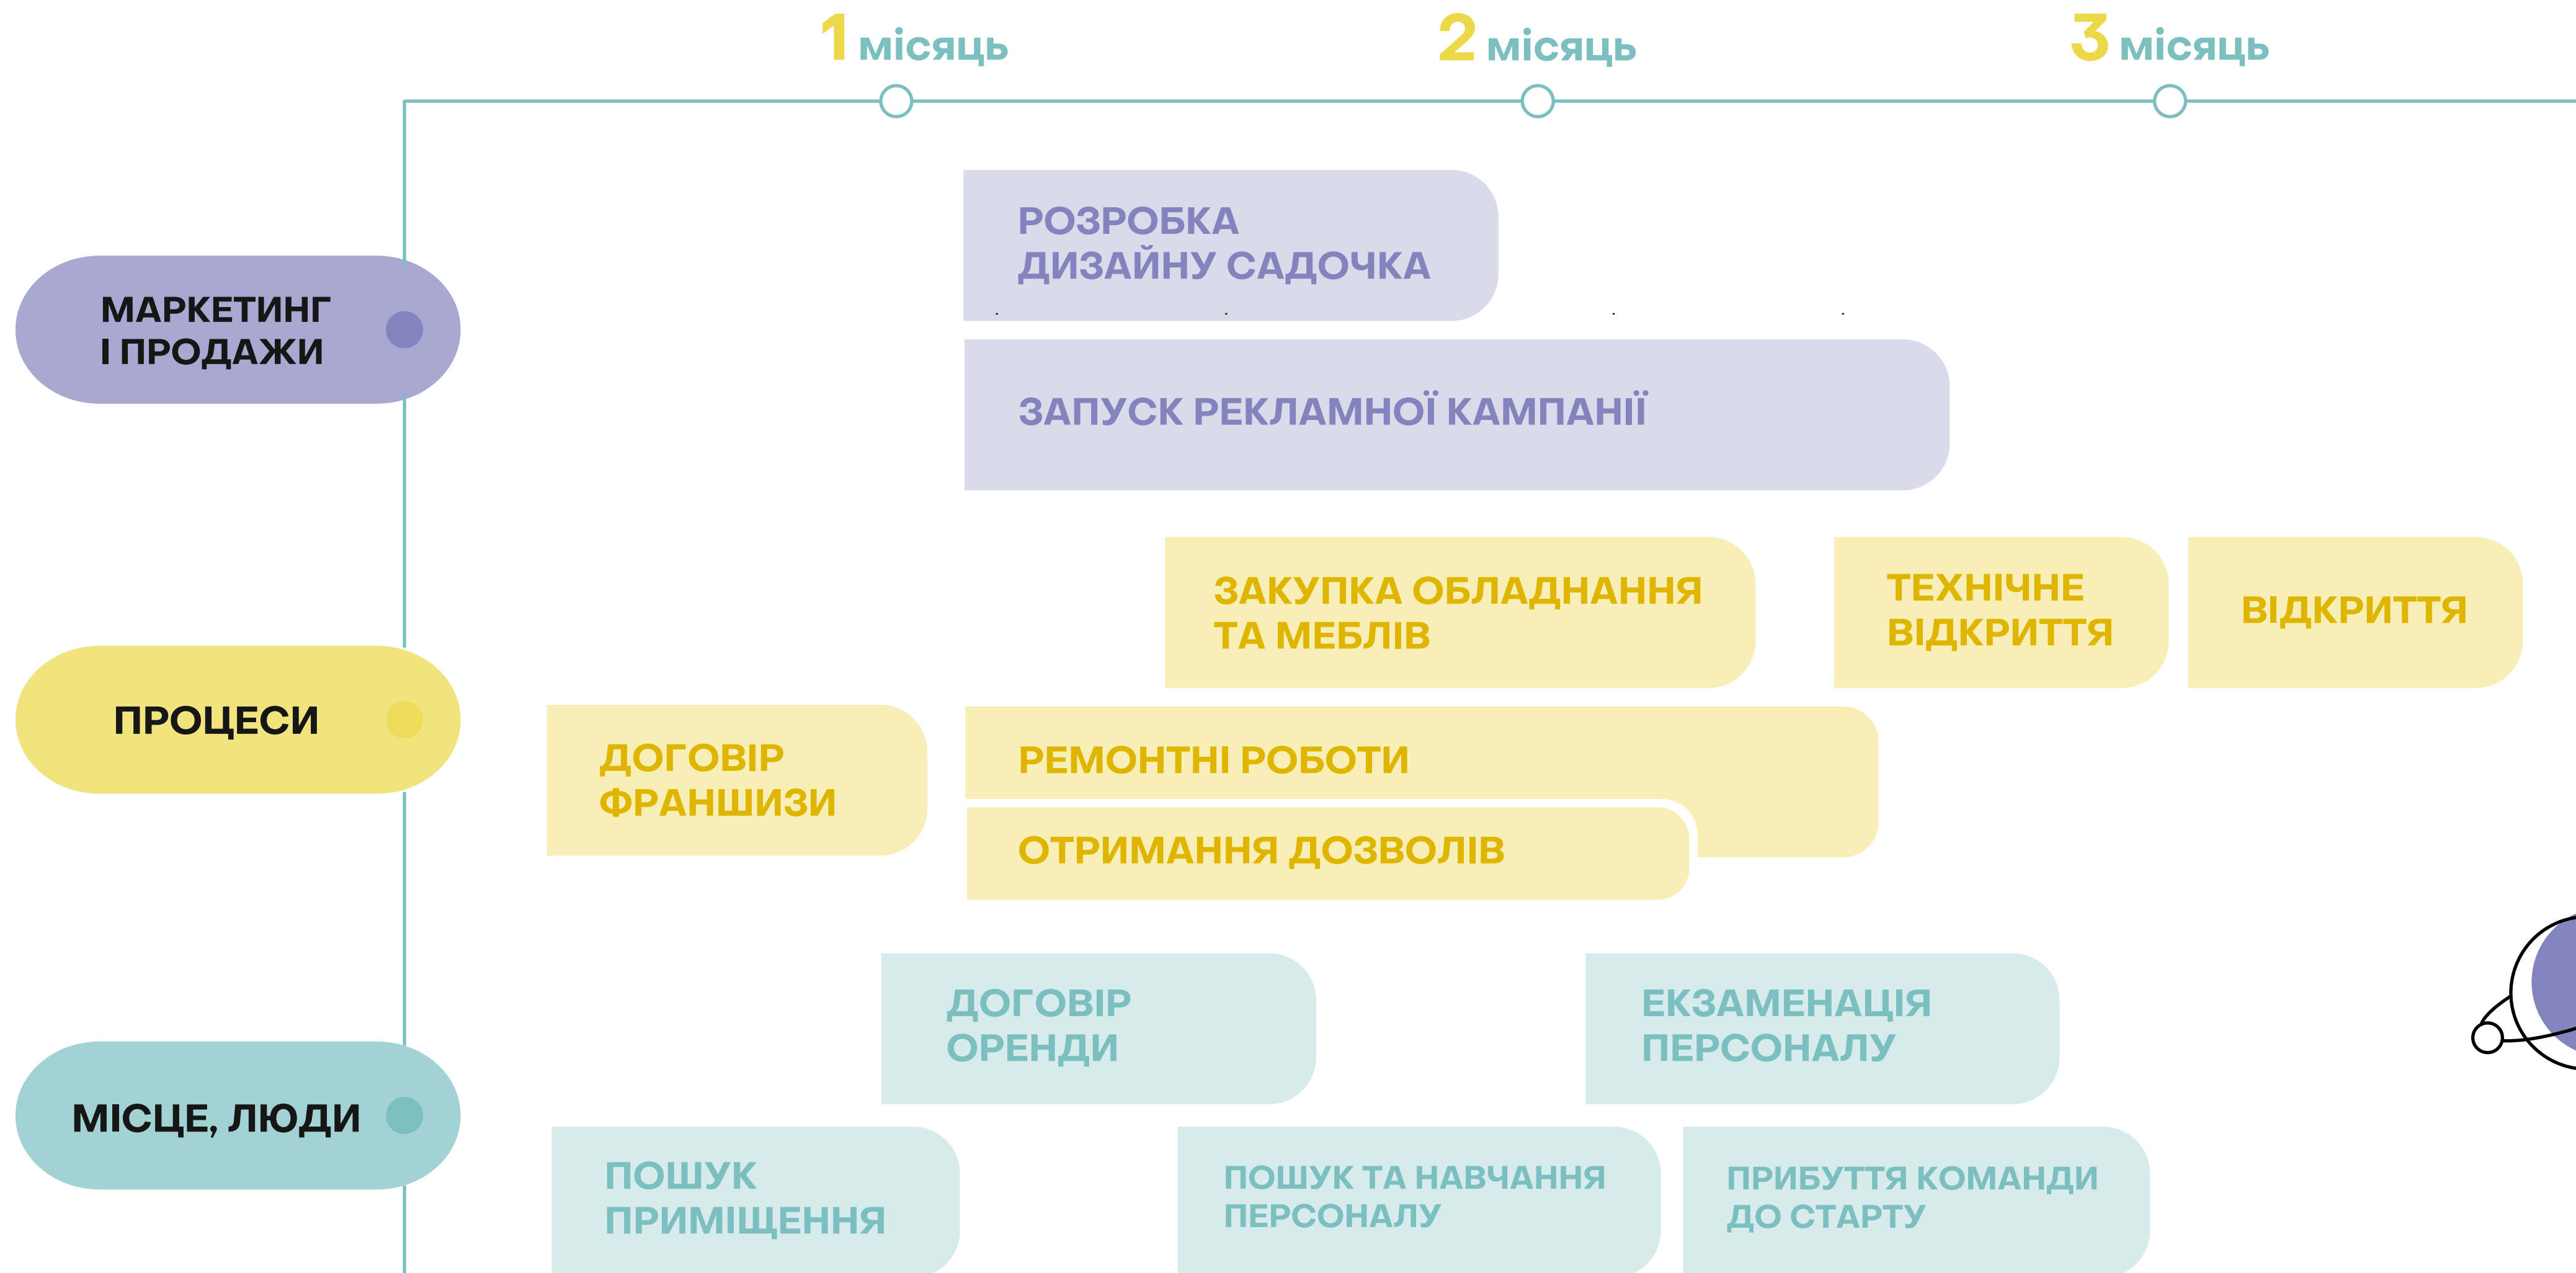 1 місяць
2 місяць
3 місяць
РОЗРОБКА
ДИЗАЙНУ САДОЧКА
МАРКЕТИНГ
І ПРОДАЖИ
ЗАПУСК РЕКЛАМНОЇ КАМПАНІЇ
ЗАКУПКА ОБЛАДНАННЯ
ТА МЕБЛІВ
ТЕХНІЧНЕ
ВІДКРИТТЯ
ВІДКРИТТЯ
ПРОЦЕСИ
ДОГОВІР
ФРАНШИЗИ
РЕМОНТНІ РОБОТИ
ОТРИМАННЯ ДОЗВОЛІВ
ДОГОВІР
ОРЕНДИ
ЕКЗАМЕНАЦІЯ
ПЕРСОНАЛУ
МІСЦЕ, ЛЮДИ
ПОШУК
ПРИМІЩЕННЯ
ПОШУК ТА НАВЧАННЯ
ПЕРСОНАЛУ
ПРИБУТТЯ КОМАНДИ
ДО СТАРТУ